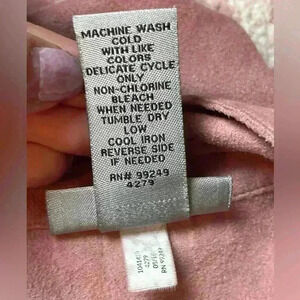 MACHINE WASH
COLD
WITH LIKE
COLORS
DELICATE CYCLE
ONLY
NON-CHLORINE
BLEACH
WHEN NEEDED
TUMBLE DRY
LOW
COOL IRON
REVERSE SIDE
IF NEEDED
RN# 99249
4279
4279